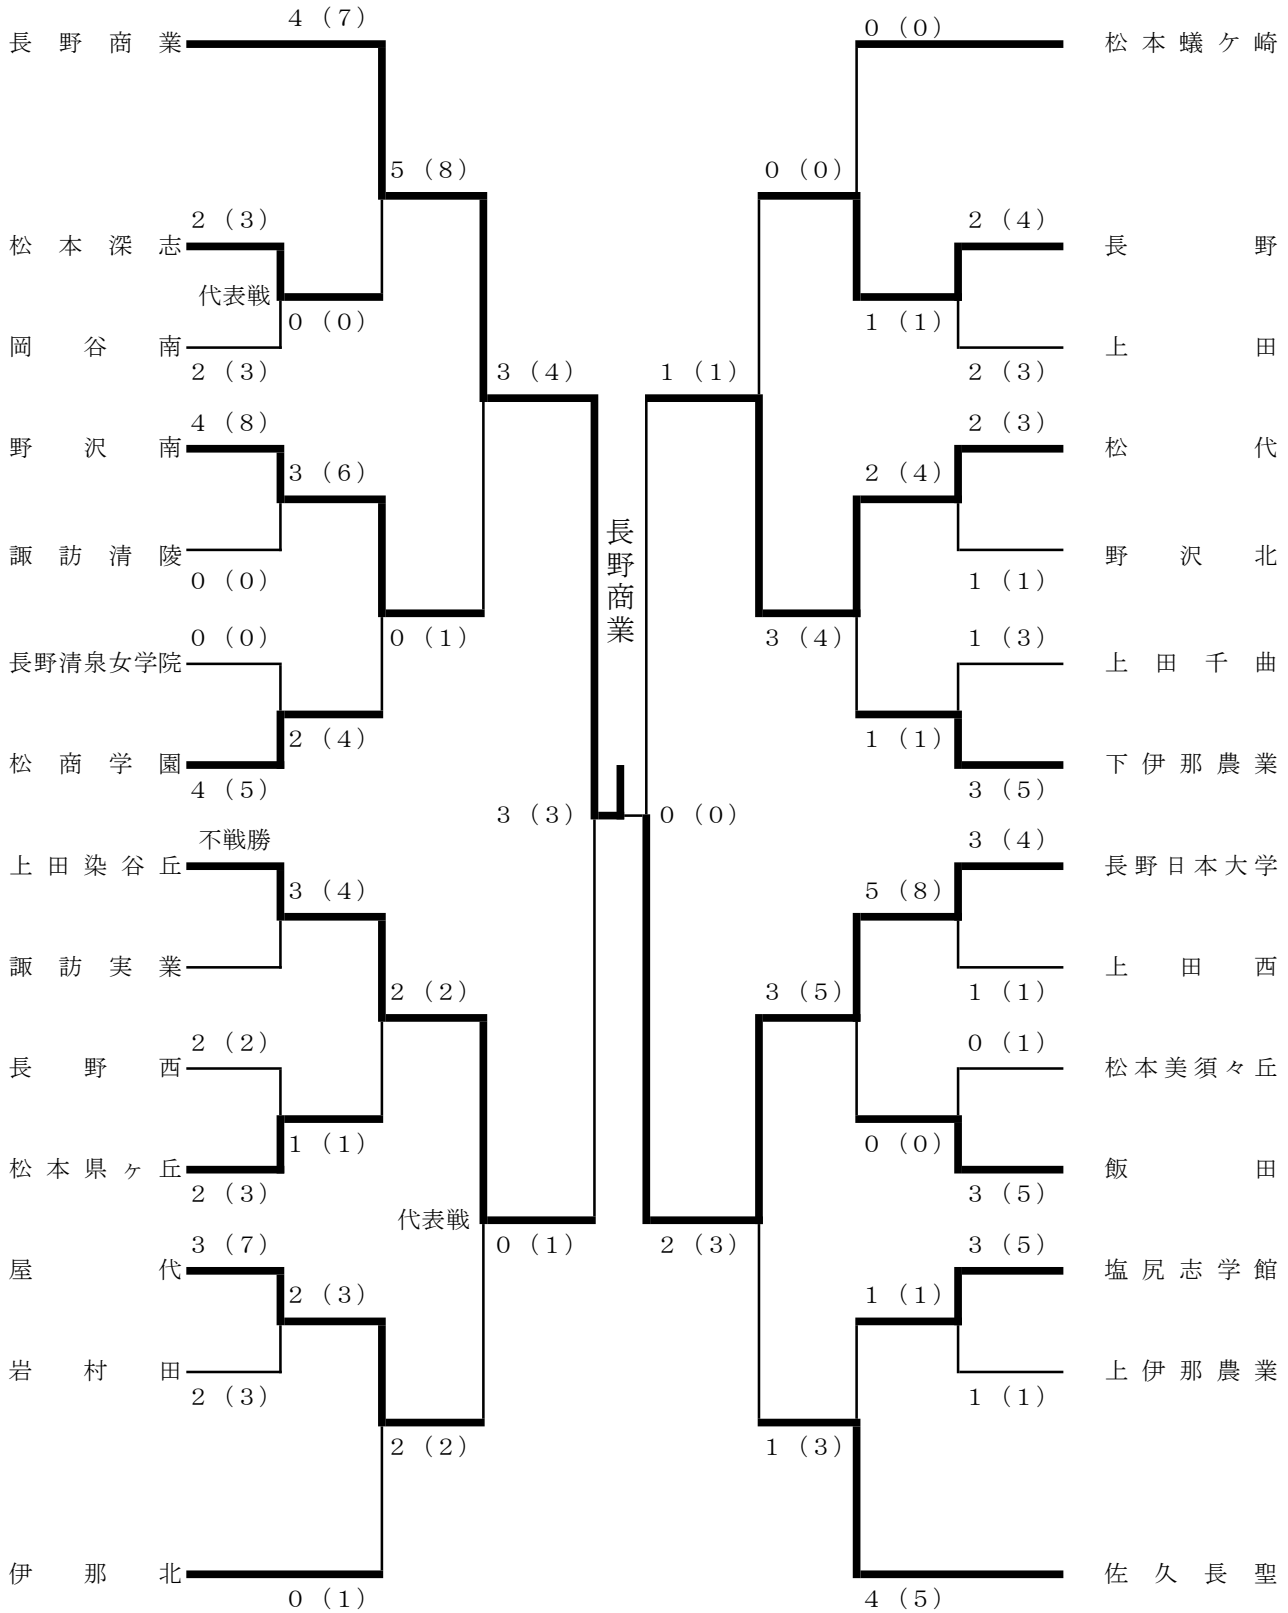 4（7）
長野商業
5（8）
2（3）
松本深志
代表戦
0（0）
岡谷南
2（3）
3（4）
4（8）
野沢南
3（6）
諏訪清陵
0（0）
0（0）
長野清泉女学院
0（1）
2（4）
松商学園
4（5）
3（3）
不戦勝
上田染谷丘
3（4）
諏訪実業
2（2）
2（2）
長野西
1（1）
松本県ヶ丘
2（3）
代表戦
0（1）
3（7）
屋代
2（3）
岩村田
2（3）
2（2）
伊那北
0（1）
長野商業
0（0）
松本蟻ケ崎
0（0）
2（4）
長野
1（1）
上田
2（3）
1（1）
2（3）
松代
2（4）
野沢北
1（1）
3（4）
1（3）
上田千曲
1（1）
下伊那農業
3（5）
0（0）
3（4）
長野日本大学
5（8）
上田西
1（1）
3（5）
0（1）
松本美須々丘
0（0）
飯田
3（5）
2（3）
3（5）
塩尻志学館
1（1）
上伊那農業
1（1）
1（3）
佐久長聖
4（5）